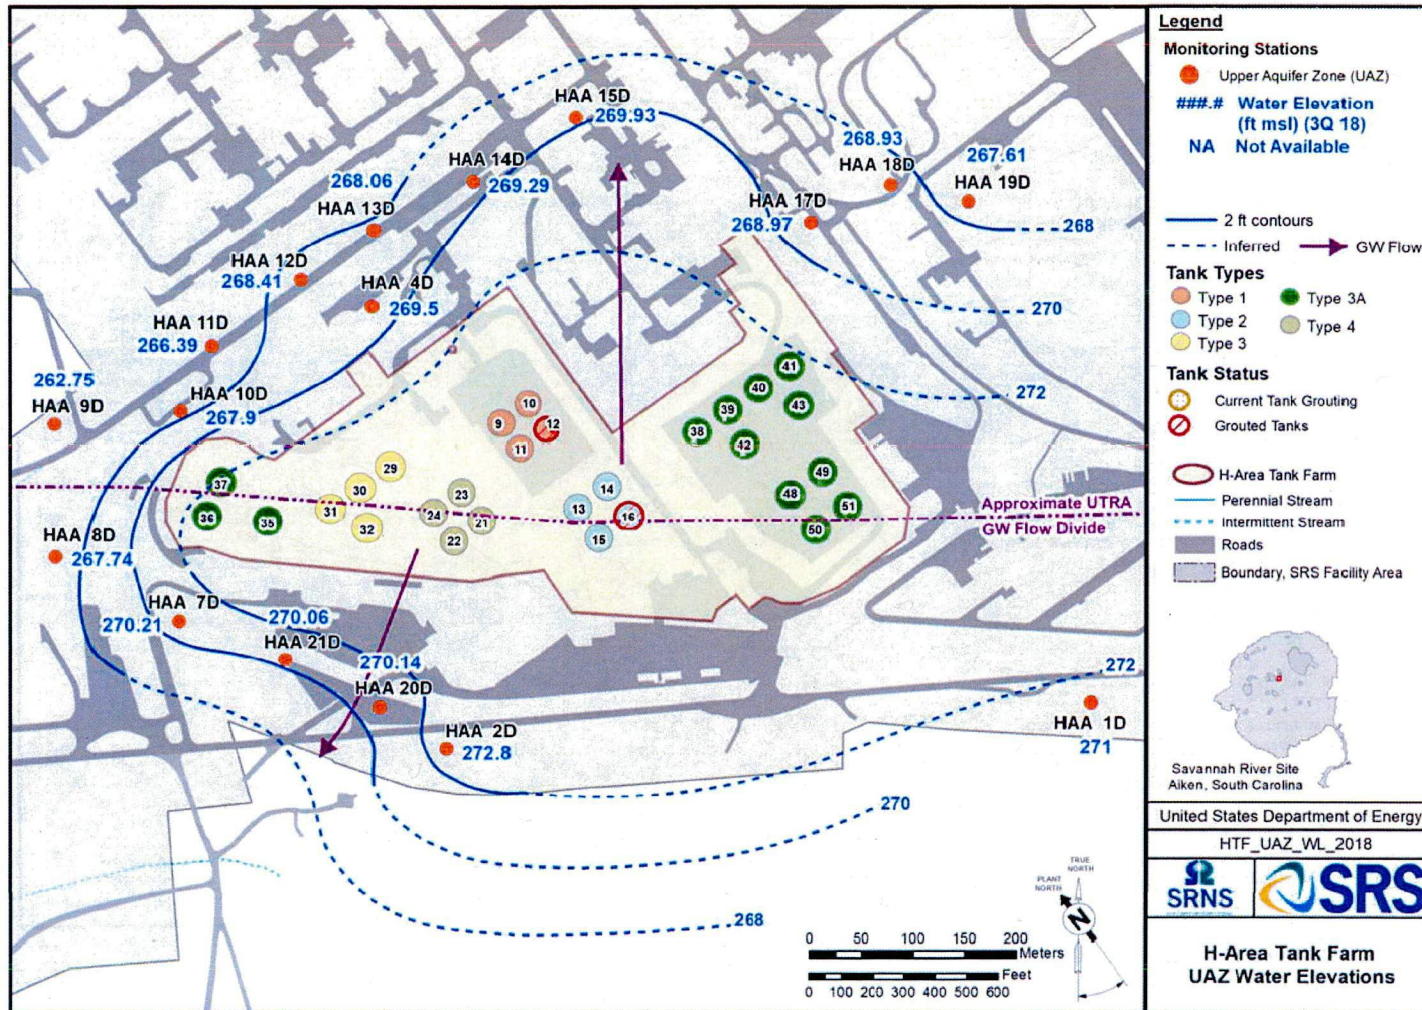 HAA 15D
269.93
HAA 14D
269.29
268.93
HAA 18D
267.61
HAA 19D
268.06
HAA 13D
HAA 17D
268.97
268
HAA 12D
268.41
HAA 4D
269.5
270
HAA 11D
266.39
272
262.75
HAA 9D
HAA 10D
267.9
9
10
11
12
41
40
39
43
38
42
49
48
51
50
37
36
35
29
30
31
32
23
24
21
22
14
13
16
15
Approximate UTRA
GW Flow Divide
HAA 8D
267.74
HAA 7D
270.21
270.06
HAA 21D
270.14
HAA 20D
HAA 2D
272.8
272
HAA 1D
271
270
268
TRUE
NORTH
PLANT
NORTH
N
0 50 100 150 200
Meters
Feet
0 100 200 300 400 500 600
Legend
Monitoring Stations
Upper Aquifer Zone (UAZ)
###.# Water Elevation
(ft msl) (3Q 18)
NA Not Available
2 ft contours
Inferred GW Flow
Tank Types
Type 1 Type 3A
Type 2 Type 4
Type 3
Tank Status
Current Tank Grouting
Grouted Tanks
H-Area Tank Farm
Perennial Stream
Intermittent Stream
Roads
Boundary, SRS Facility Area
Savannah River Site
Aiken, South Carolina
United States Department of Energy
HTF_UAZ_WL_2018
SRNS
SRS
H-Area Tank Farm
UAZ Water Elevations